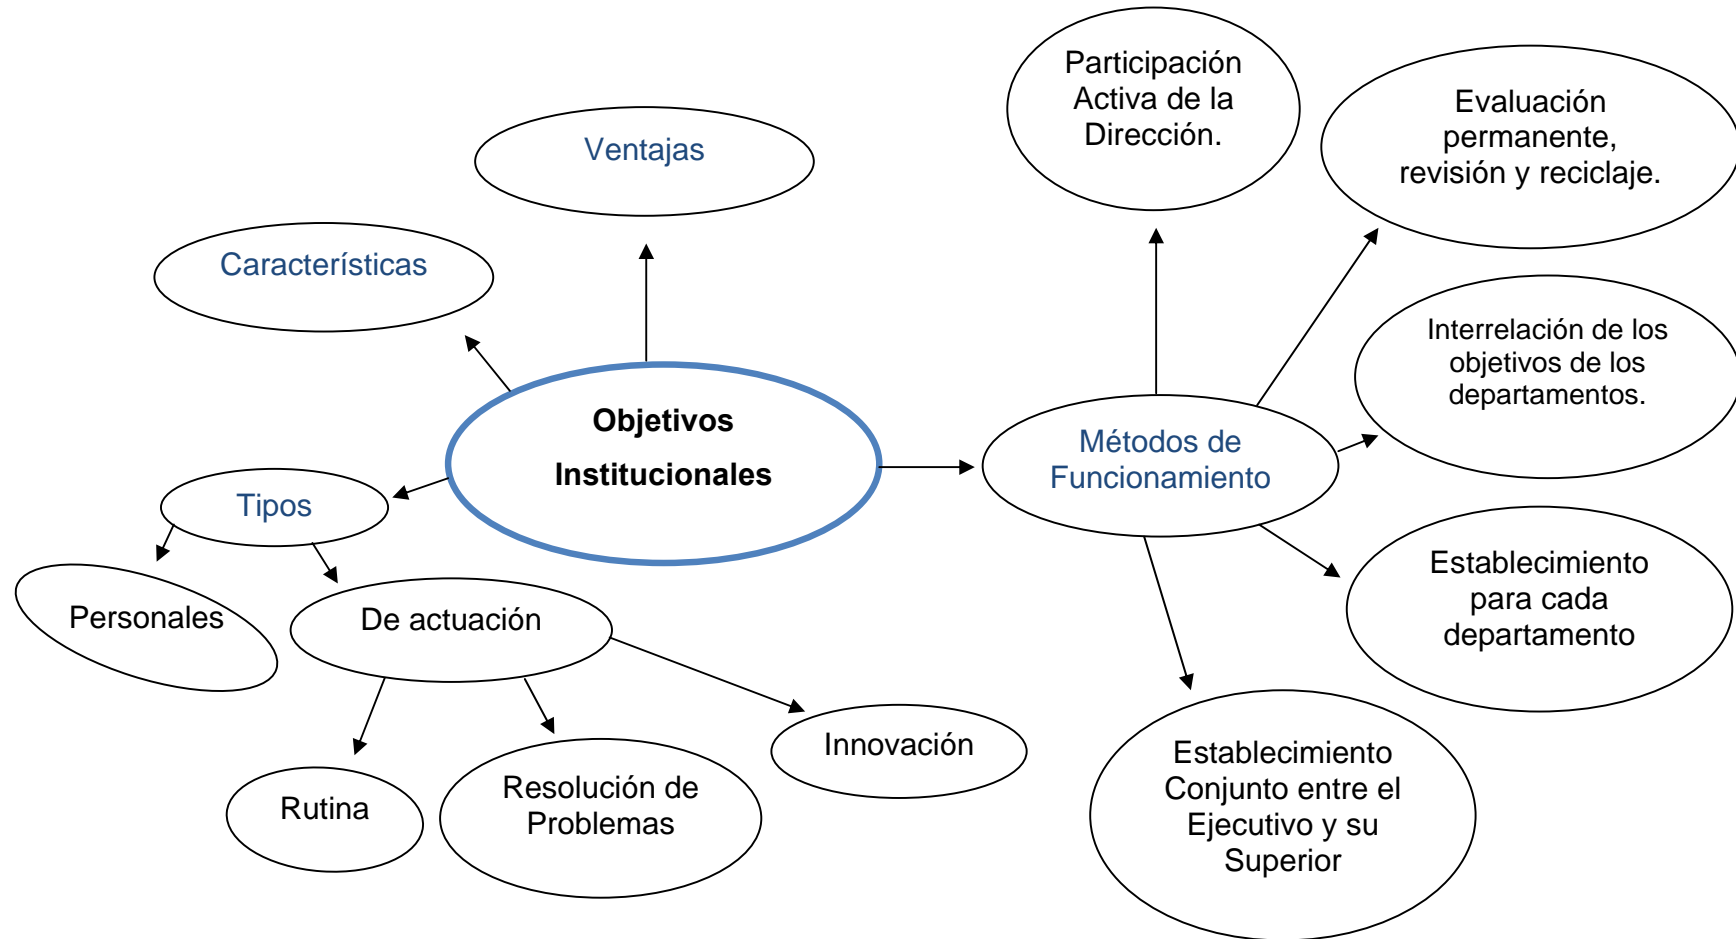 Participación
Activa de la
Dirección.
Evaluación
permanente,
revisión y reciclaje.
Ventajas
Características
Interrelación de los
objetivos de los
departamentos.
Objetivos
Institucionales
Métodos de
Funcionamiento
Tipos
Establecimiento
para cada
departamento
Personales
De actuación
Innovación
Establecimiento
Conjunto entre el
Ejecutivo y su
Superior
Rutina
Resolución de
Problemas